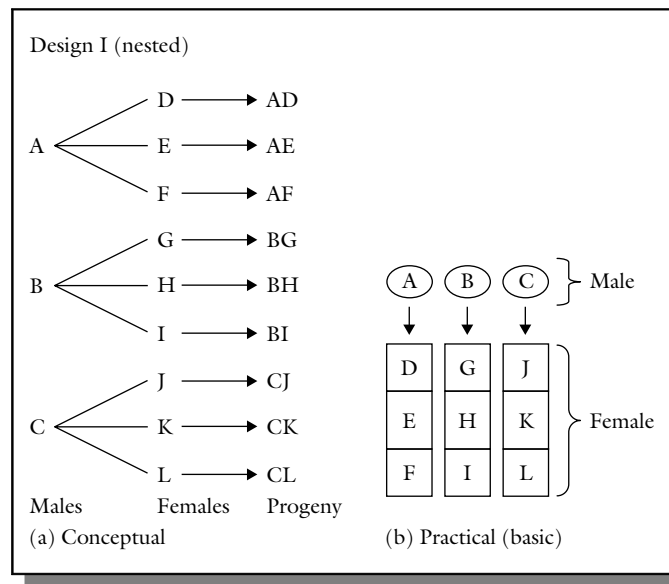 Design I (nested)
D AD
A E AE
F AF
G BG
B H BH
I BI
J CJ
C K CK
L CL
Males Females Progeny
(a) Conceptual
A B C Male
D G J
E H K Female
F I L
(b) Practical (basic)